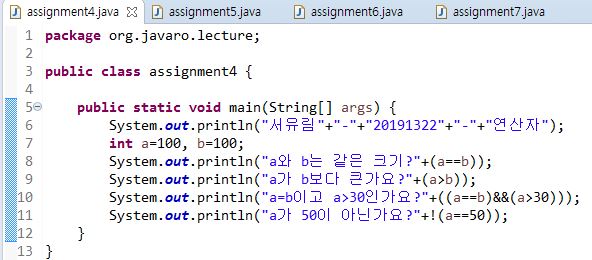 assignment4.java assignment5.java assignment6.java assignment7.java
1 package org.javaro.lecture;
2
3 public class assignment4 {
4
5 public static void main(String[] args) {
6 System.out.println("서유림"+"-"+"20191322"+"-"+"연산자");
7 int a=100, b=100;
8 System.out.println("a와 b는 같은 크기?"+(a==b));
9 System.out.println("a가 b보다 큰가요?"+(a>b));
10 System.out.println("a=b이고 a>30인가요?"+((a==b)&&(a>30)));
11 System.out.println("a가 50이 아닌가요?"+!(a==50));
12 }
13 }